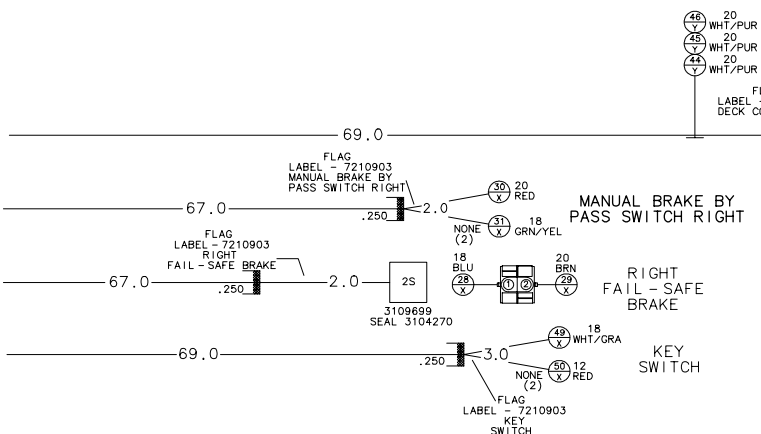 46
Y
20
WHT/PUR
45
Y
20
WHT/PUR
44
Y
20
WHT/PUR
FL
LABEL -
DECK CO
69.0
FLAG
LABEL - 7210903
MANUAL BRAKE BY
PASS SWITCH RIGHT
67.0
.250
2.0
30
X
20
RED
31
X
18
GRN/YEL
NONE
(2)
MANUAL BRAKE BY
PASS SWITCH RIGHT
FLAG
LABEL - 7210903
RIGHT
FAIL-SAFE BRAKE
67.0
.250
2.0
2S
3109699
SEAL 3104270
18
BLU
28
X
1
2
20
BRN
29
X
RIGHT
FAIL-SAFE
BRAKE
69.0
.250
3.0
49
X
18
WHT/GRA
50
X
12
RED
NONE
(2)
KEY
SWITCH
FLAG
LABEL - 7210903
KEY
SWITCH